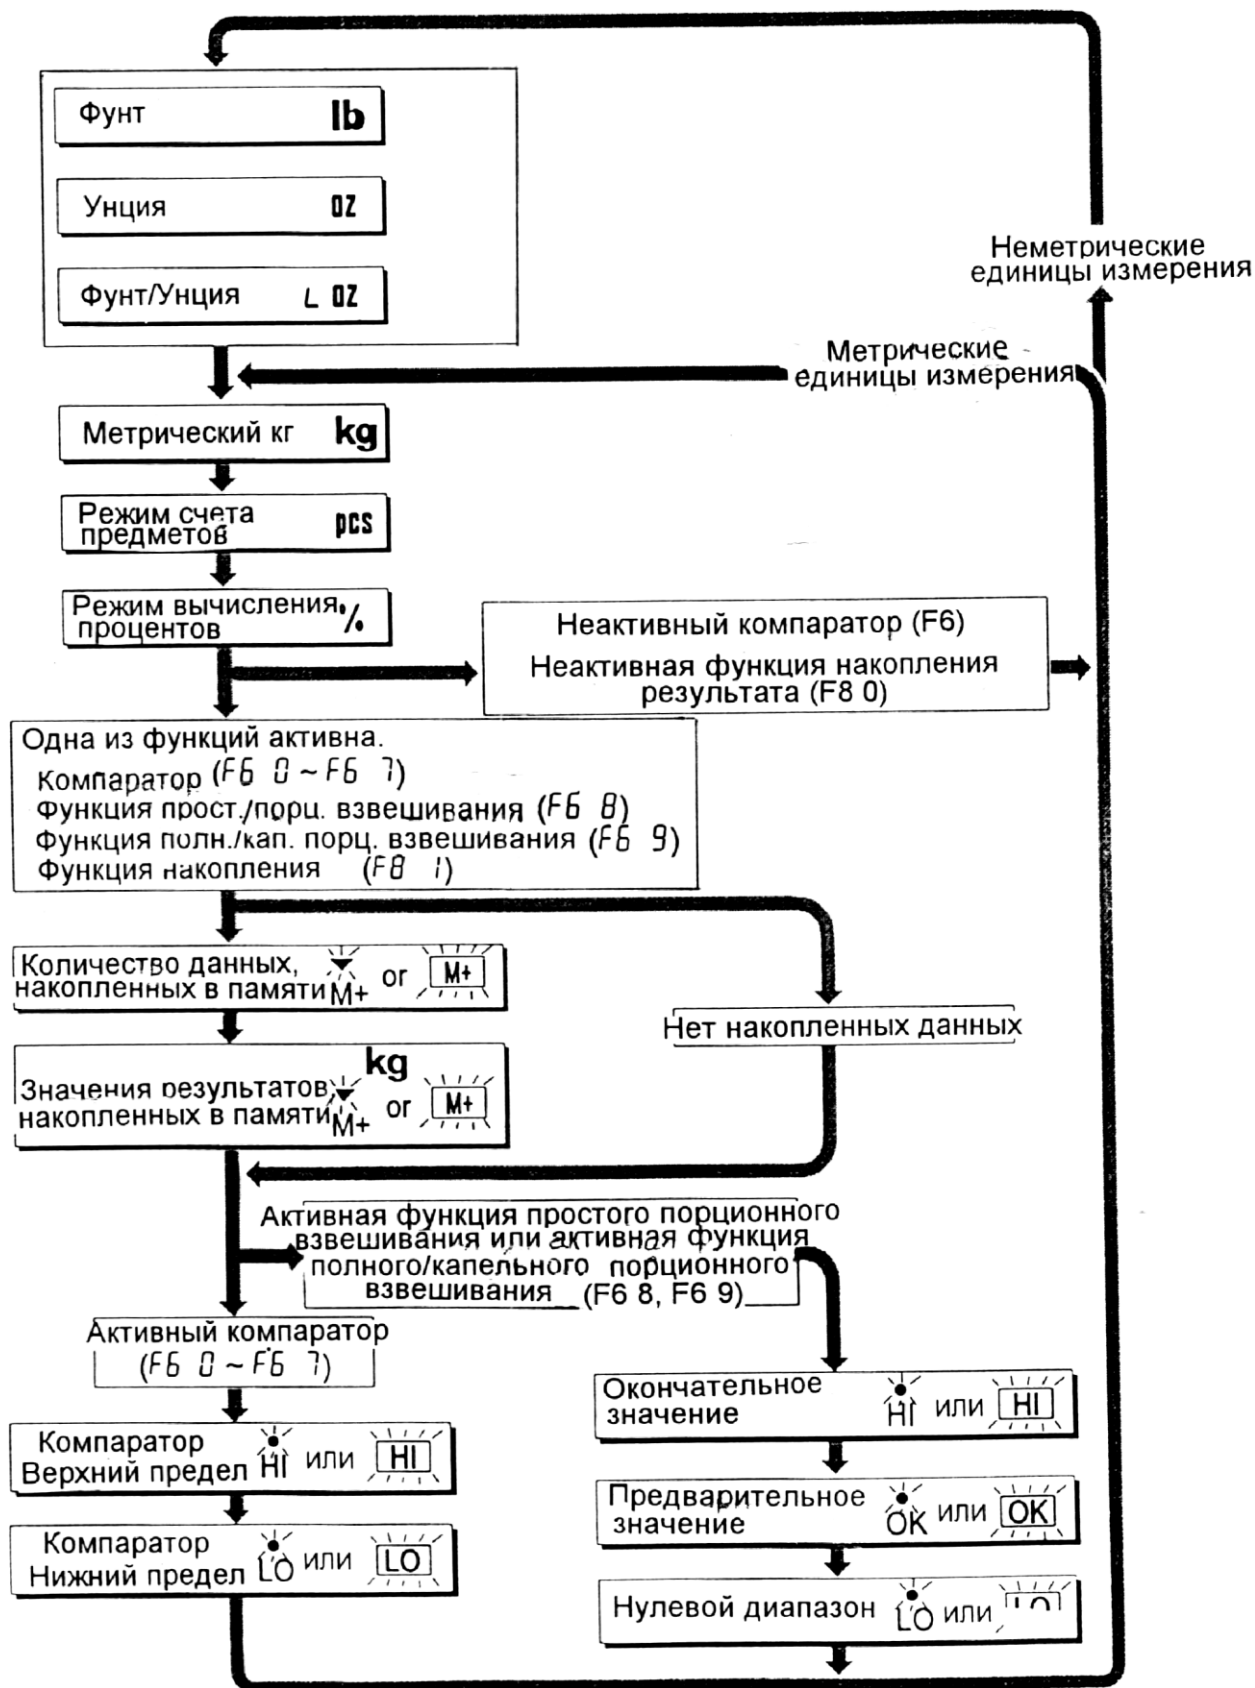 Фунт lb
Унция OZ
Фунт/Унция L OZ
Неметрические
единицы измерения
Метрические
единицы измерения
Метрический кг kg
Режим счета
предметов pcs
Режим вычисления
процентов %
Неактивный компаратор (F6)
Неактивная функция накопления
результата (F8 0)
Одна из функций активна.
Компаратор (F6 0 ~ F6 7)
Функция прост./порц. взвешивания (F6 8)
Функция полн./кап. порц. взвешивания (F6 9)
Функция накопления (F8 1)
Количество данных,
накопленных в памяти M+ or M+
Нет накопленных данных
kg
Значения результатов,
накопленных в памяти M+ or M+
Активная функция простого порционного
взвешивания или активная функция
полного/капельного порционного
взвешивания (F6 8, F6 9)
Активный компаратор
(F6 0 ~ F6 7)
Компаратор
Верхний предел HI или HI
Компаратор
Нижний предел LO или LO
Окончательное
значение HI или HI
Предварительное
значение OK или OK
Нулевой диапазон LO или LO